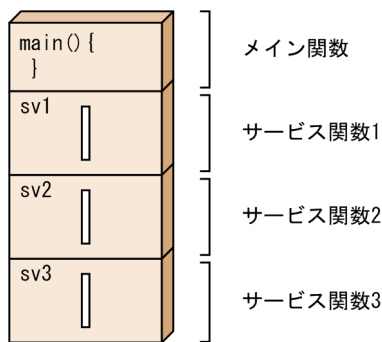 main(){
}
メイン関数
sv1
サービス関数1
sv2
サービス関数2
sv3
サービス関数3